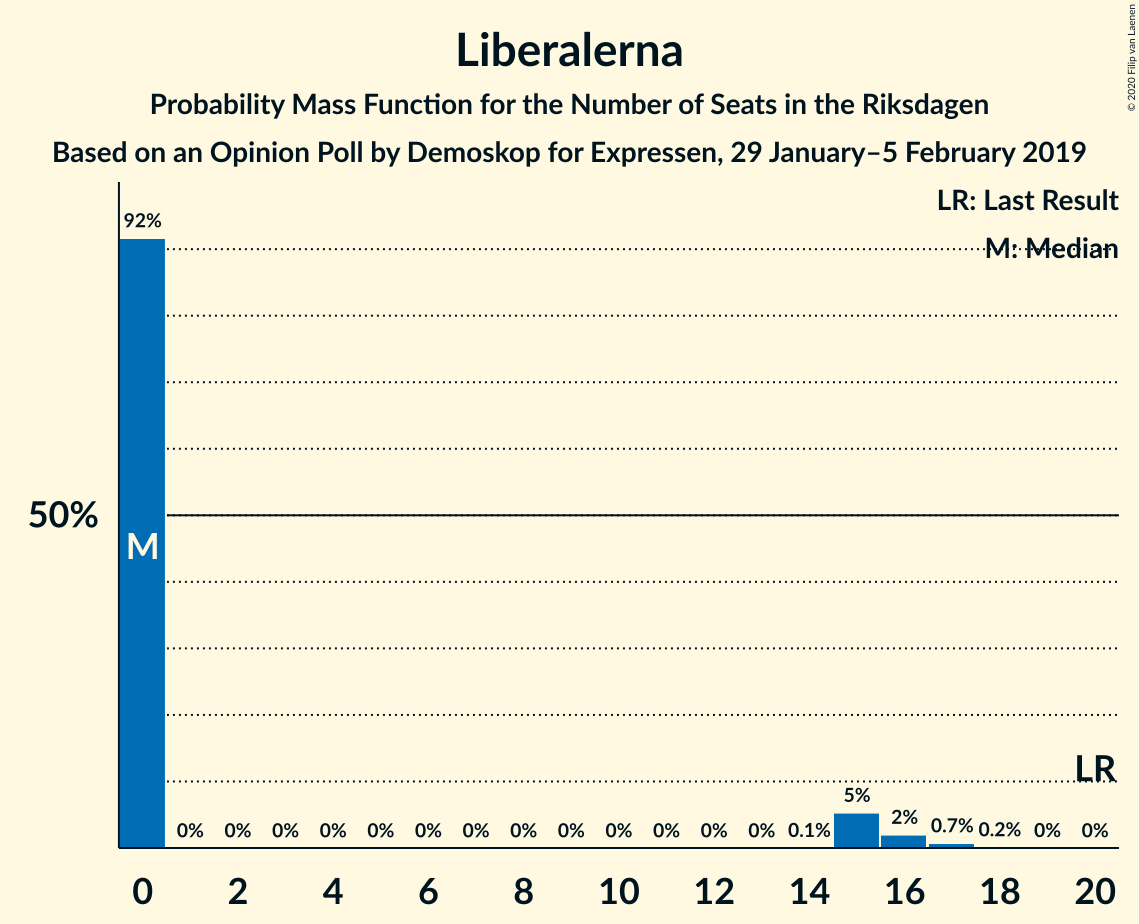 Liberalerna
Probability Mass Function for the Number of Seats in the Riksdagen
Based on an Opinion Poll by Demoskop for Expressen, 29 January–5 February 2019
© 2020 Filip van Laenen
LR: Last Result
M: Median
92%
50%
M
LR
0% 0% 0% 0% 0% 0% 0% 0% 0% 0% 0% 0% 0% 0.1% 5% 2% 0.7% 0.2% 0% 0%
0 2 4 6 8 10 12 14 16 18 20